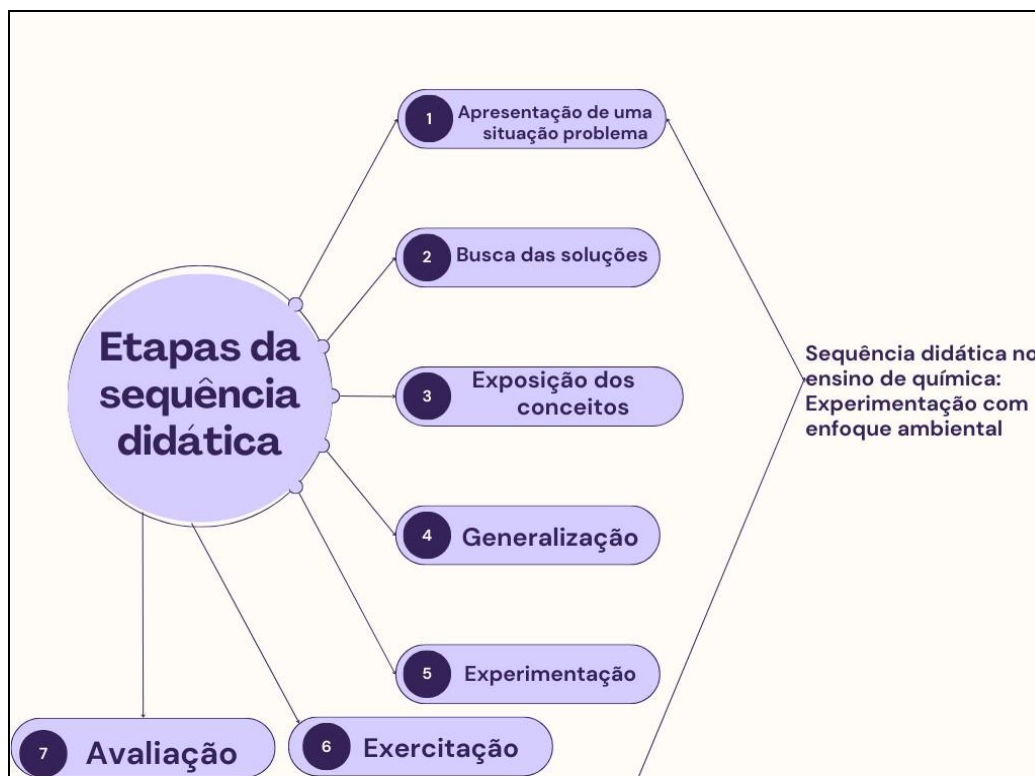 Etapas da
sequência
didática
1
Apresentação de uma
situação problema
2
Busca das soluções
3
Exposição dos
conceitos
4
Generalização
5
Experimentação
6
Exercitação
7
Avaliação
Sequência didática no
ensino de química:
Experimentação com
enfoque ambiental